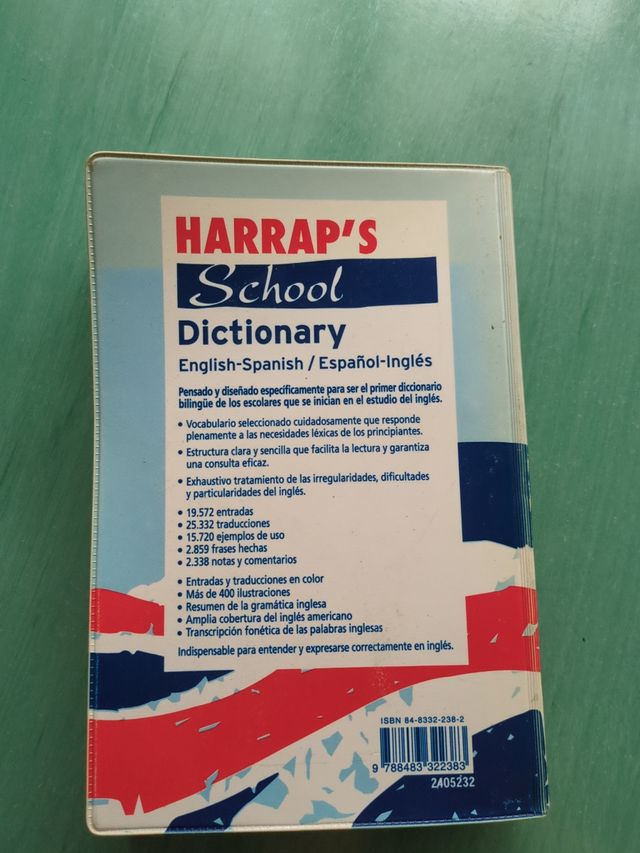 HARRAP'S
School
Dictionary
English-Spanish / Español-Inglés
Pensado y diseñado específicamente para ser el primer diccionario
bilingüe de los escolares que se inician en el estudio del inglés.
• Vocabulario seleccionado cuidadosamente que responde
plenamente a las necesidades léxicas de los principiantes.
• Estructura clara y sencilla que facilita la lectura y garantiza
una consulta eficaz.
• Exhaustivo tratamiento de las irregularidades, dificultades
y particularidades del inglés.
• 19.572 entradas
• 25.332 traducciones
• 15.720 ejemplos de uso
• 2.859 frases hechas
• 2.338 notas y comentarios
• Entradas y traducciones en color
• Más de 400 ilustraciones
• Resumen de la gramática inglesa
• Amplia cobertura del inglés americano
• Transcripción fonética de las palabras inglesas
Indispensable para entender y expresarse correctamente en inglés.
ISBN 84-8332-238-2
9 788483 322383
2405232